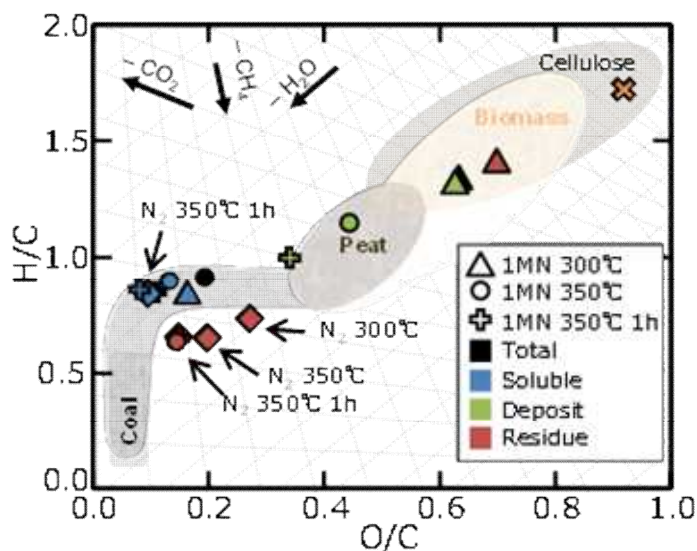 2.0
1.5
1.0
0.5
0.0
H/C
0.0 0.2 0.4 0.6 0.8 1.0
O/C
- CO2
- CH4
- H2O
Cellulose
Biomass
Peat
Coal
N2 350℃ 1h
N2 300℃
N2 350℃
N2 350℃ 1h
1MN 300℃
1MN 350℃
1MN 350℃ 1h
Total
Soluble
Deposit
Residue